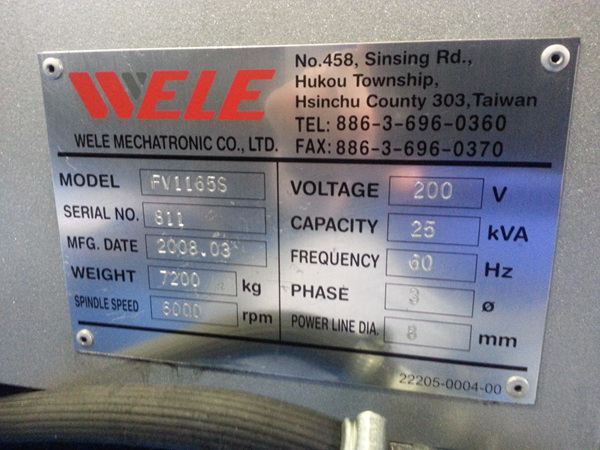 WELE
WELE MECHATRONIC CO., LTD.
No.458, Sinsing Rd.,
Hukou Township,
Hsinchu County 303,Taiwan
TEL: 886-3-696-0360
FAX: 886-3-696-0370
MODEL FV1165S
SERIAL NO. 811
MFG. DATE 2008.03
WEIGHT 7200 kg
SPINDLE SPEED 6000 rpm
VOLTAGE 200 V
CAPACITY 25 kVA
FREQUENCY 60 Hz
PHASE 3 ø
POWER LINE DIA. 8 mm
22205-0004-00